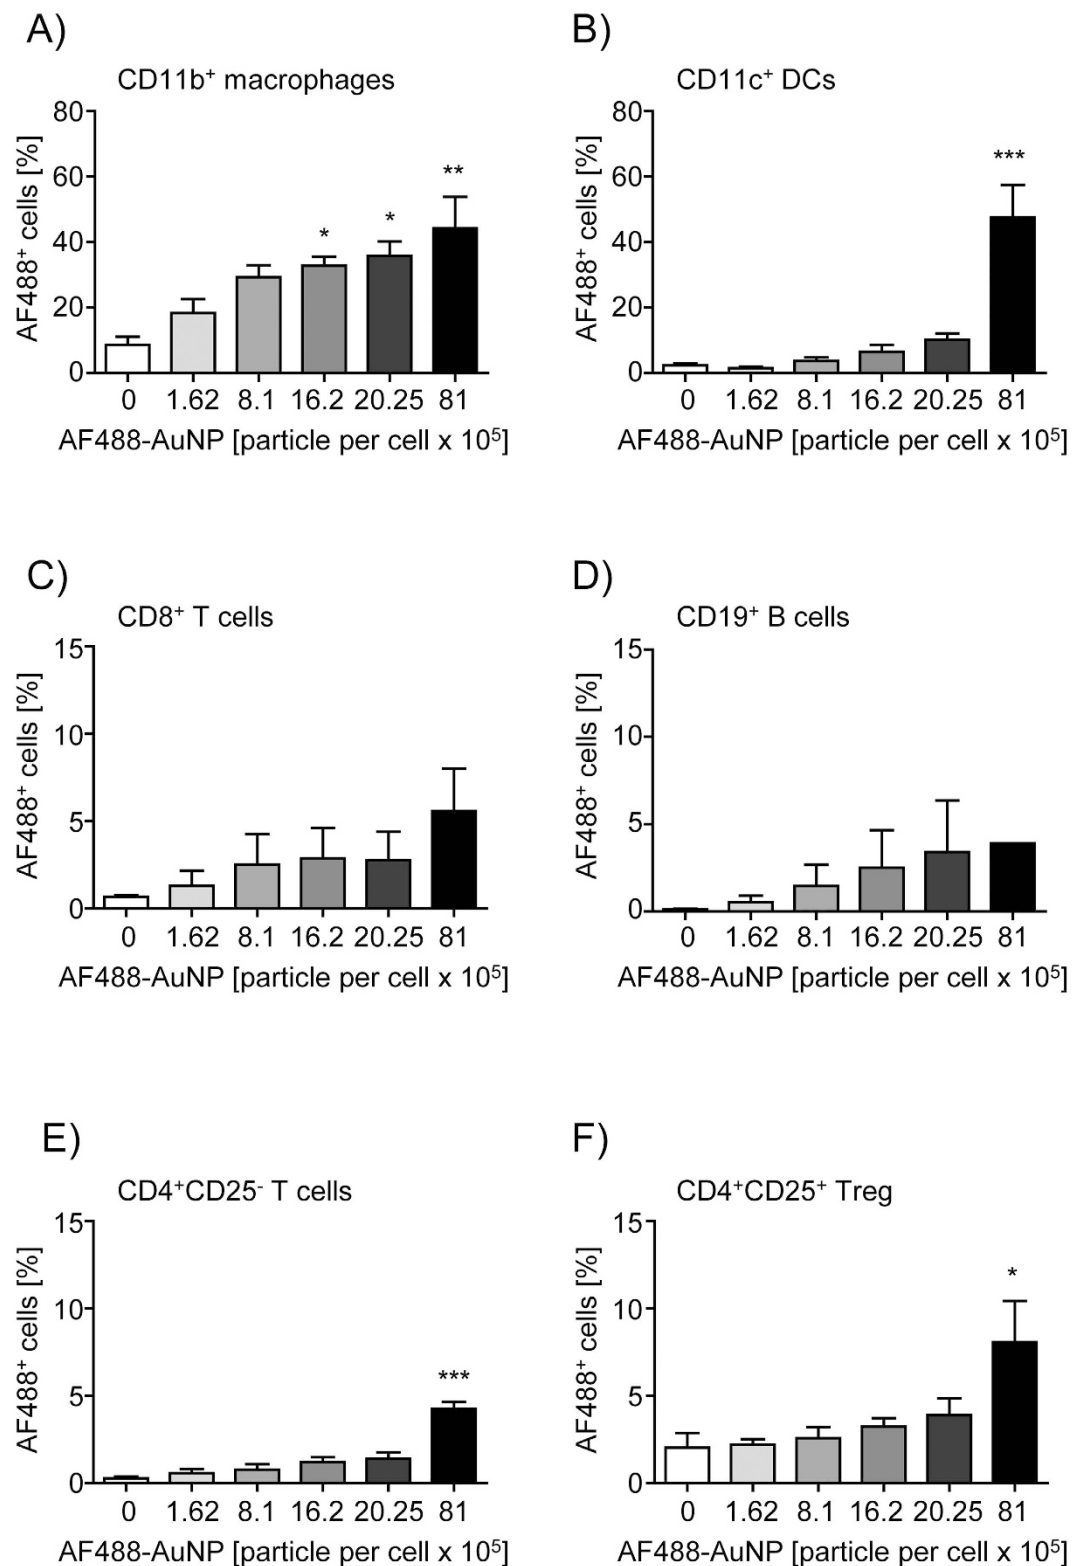 A)
CD11b⁺ macrophages
AF488⁺ cells [%]
80
60
40
20
0
*
*
**
0 1.62 8.1 16.2 20.25 81
AF488-AuNP [particle per cell x 10⁵]
B)
CD11c⁺ DCs
AF488⁺ cells [%]
80
60
40
20
0
***
0 1.62 8.1 16.2 20.25 81
AF488-AuNP [particle per cell x 10⁵]
C)
CD8⁺ T cells
AF488⁺ cells [%]
15
10
5
0
0 1.62 8.1 16.2 20.25 81
AF488-AuNP [particle per cell x 10⁵]
D)
CD19⁺ B cells
AF488⁺ cells [%]
15
10
5
0
0 1.62 8.1 16.2 20.25 81
AF488-AuNP [particle per cell x 10⁵]
E)
CD4⁺CD25⁻ T cells
AF488⁺ cells [%]
15
10
5
0
***
0 1.62 8.1 16.2 20.25 81
AF488-AuNP [particle per cell x 10⁵]
F)
CD4⁺CD25⁺ Treg
AF488⁺ cells [%]
15
10
5
0
*
0 1.62 8.1 16.2 20.25 81
AF488-AuNP [particle per cell x 10⁵]